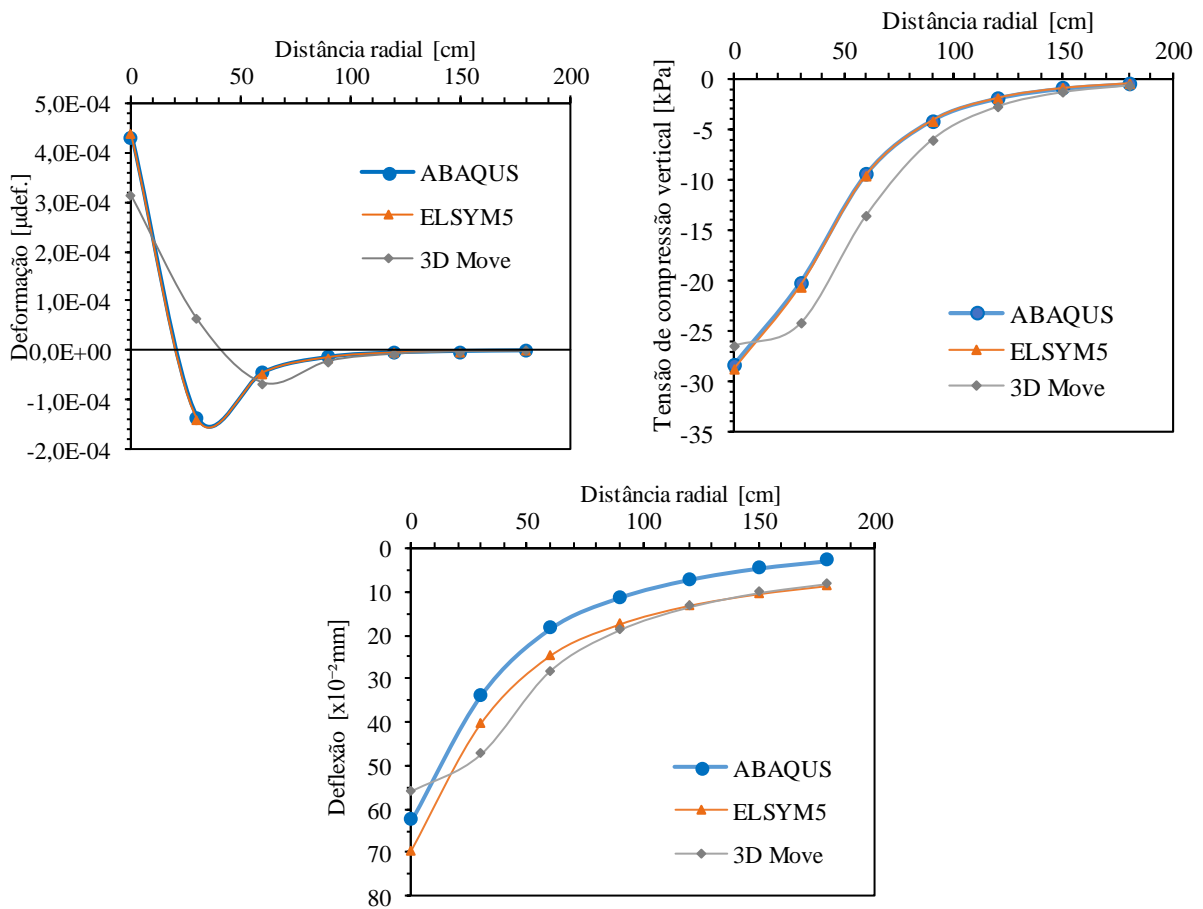 Distância radial [cm]
0 50 100 150 200
5,0E-04
4,0E-04
3,0E-04
2,0E-04
1,0E-04
0,0E+00
-1,0E-04
-2,0E-04
Deformação [µdef.]
ABAQUS
ELSYM5
3D Move
Distância radial [cm]
0 50 100 150 200
0
-5
-10
-15
-20
-25
-30
-35
Tensão de compressão vertical [kPa]
ABAQUS
ELSYM5
3D Move
Distância radial [cm]
0 50 100 150 200
0
10
20
30
40
50
60
70
80
Deflexão [x10⁻²mm]
ABAQUS
ELSYM5
3D Move